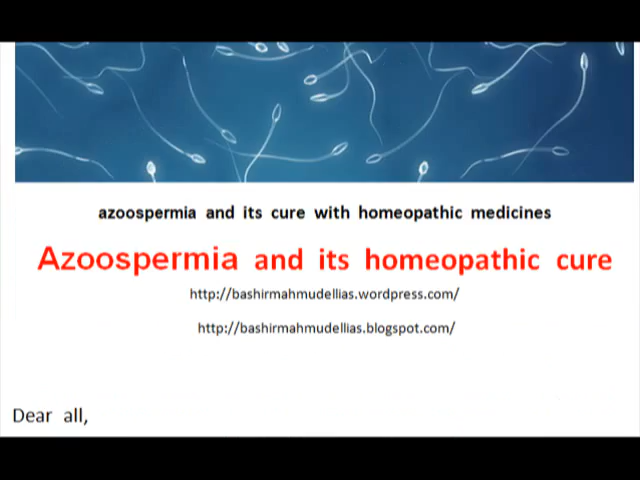 azoospermia and its cure with homeopathic medicines
Azoospermia and its homeopathic cure
http://bashirmahmudellias.wordpress.com/
http://bashirmahmudellias.blogspot.com/
Dear all,